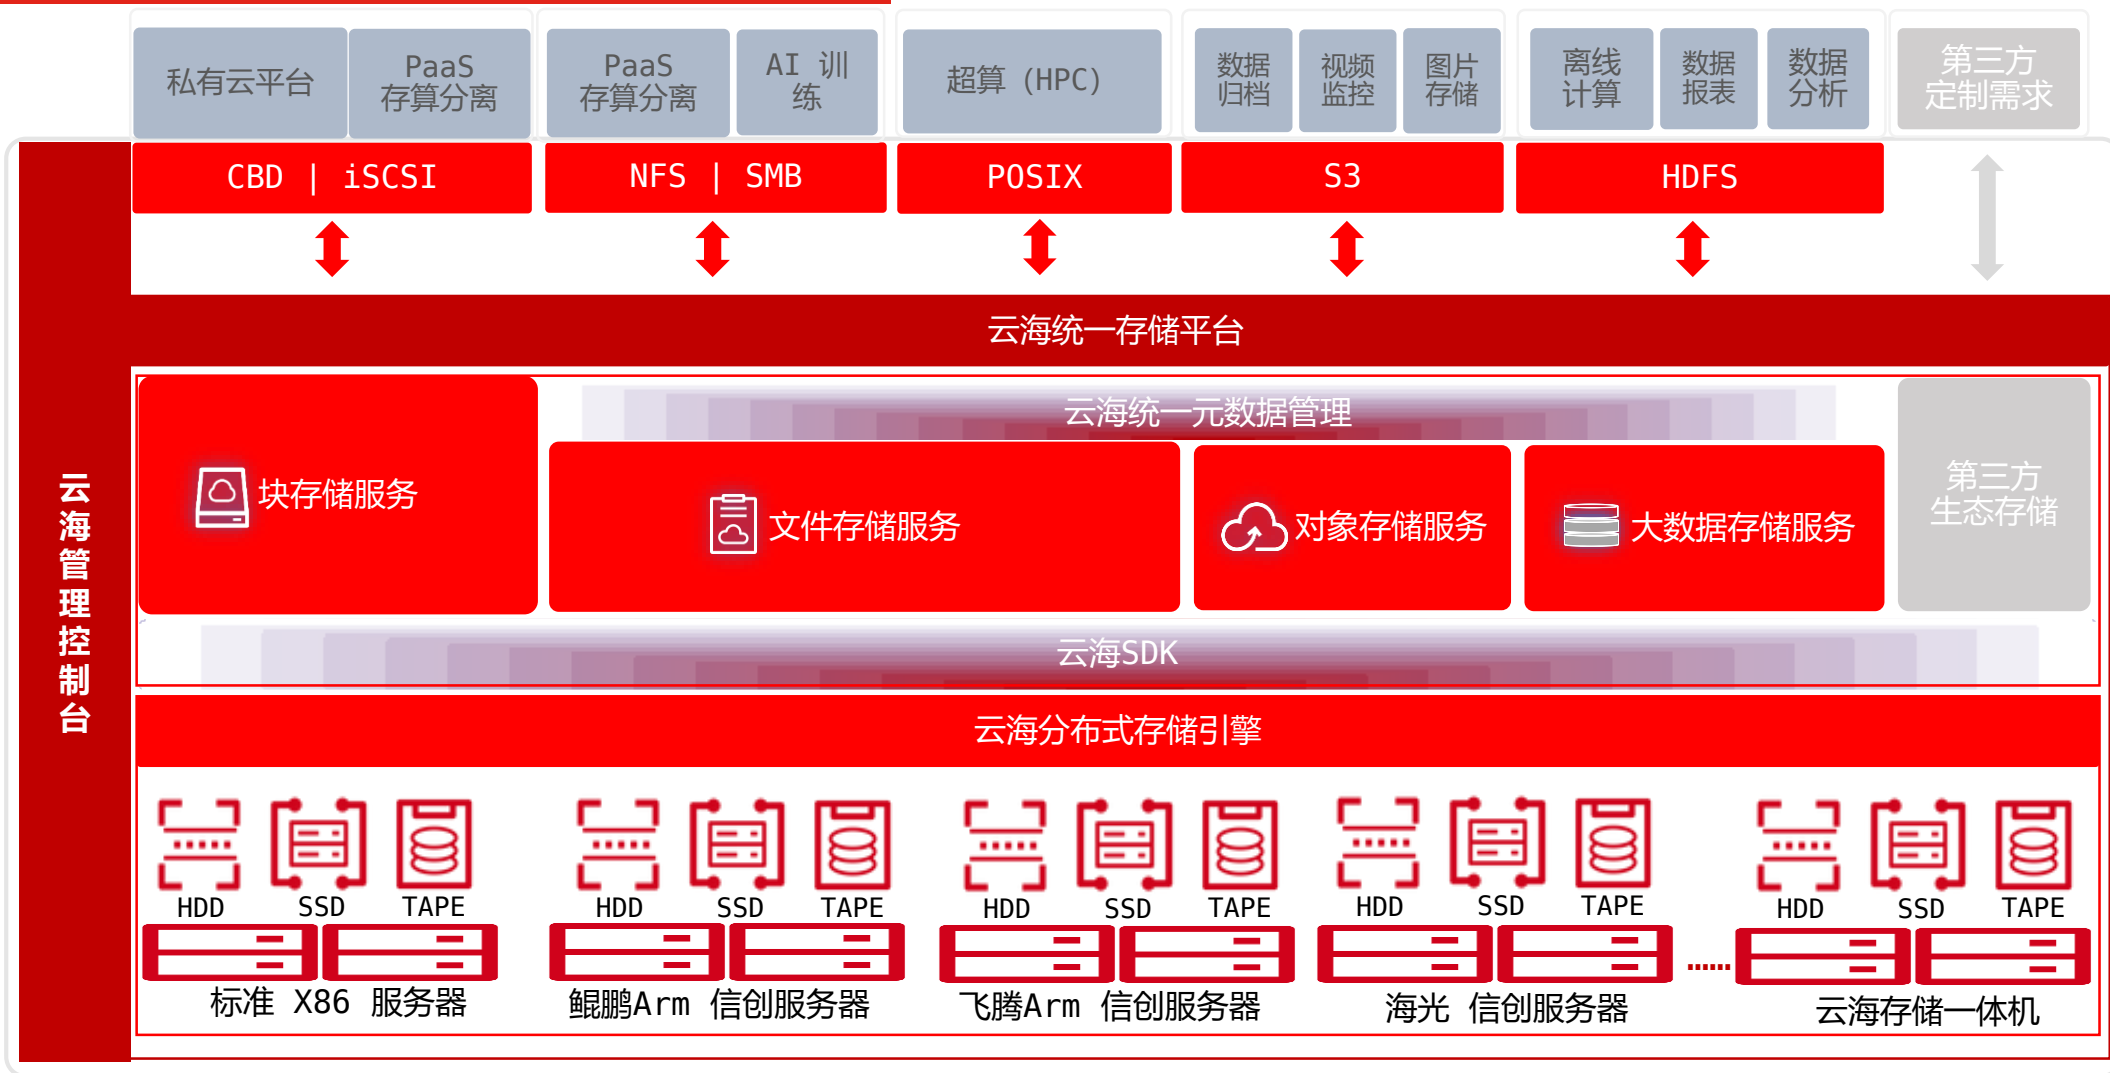 私有云平台
PaaS
存算分离
PaaS
存算分离
AI 训
练
超算（HPC）
数据
归档
视频
监控
图片
存储
离线
计算
数据
报表
数据
分析
第三方
定制需求
CBD | iSCSI
NFS | SMB
POSIX
S3
HDFS
云海统一存储平台
云海管理控制台
云海统一元数据管理
块存储服务
文件存储服务
对象存储服务
大数据存储服务
第三方
生态存储
云海SDK
云海分布式存储引擎
HDD
SSD
TAPE
HDD
SSD
TAPE
HDD
SSD
TAPE
HDD
SSD
TAPE
HDD
SSD
TAPE
标准 X86 服务器
鲲鹏Arm 信创服务器
飞腾Arm 信创服务器
海光 信创服务器
......
云海存储一体机